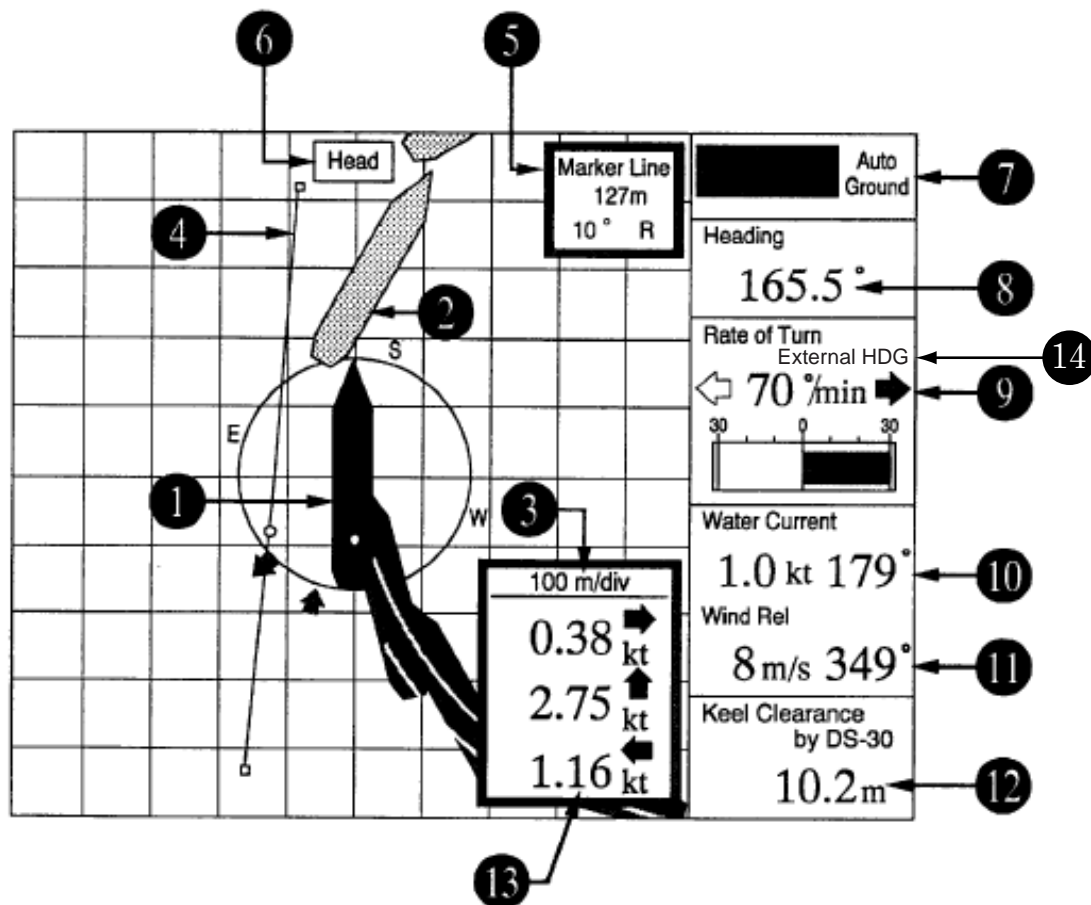 6
5
Head
Marker Line
127m
10° R
Auto
Ground
7
4
Heading
165.5°
8
2
Rate of Turn
External HDG
14
70°/min
9
30 0 30
S
E
W
1
3
Water Current
1.0 kt 179°
10
Wind Rel
8 m/s 349°
11
100 m/div
0.38 kt
2.75 kt
1.16 kt
Keel Clearance
by DS-30
10.2m
12
13